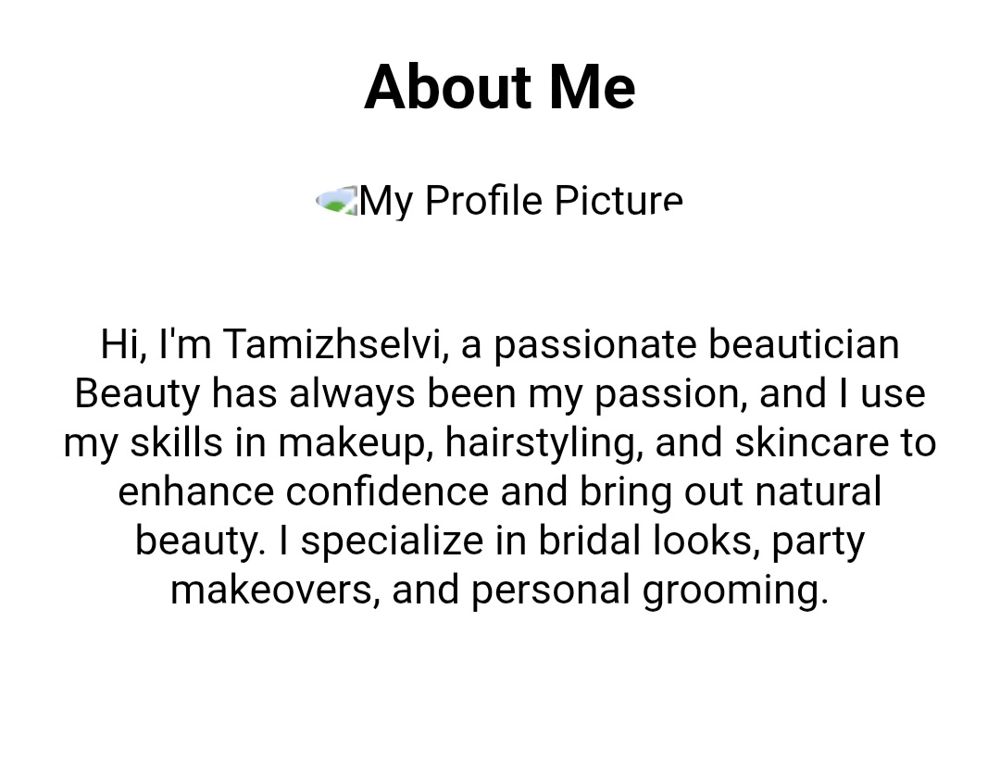 About Me
My Profile Picture
Hi, I'm Tamizhselvi, a passionate beautician
Beauty has always been my passion, and I use
my skills in makeup, hairstyling, and skincare to
enhance confidence and bring out natural
beauty. I specialize in bridal looks, party
makeovers, and personal grooming.